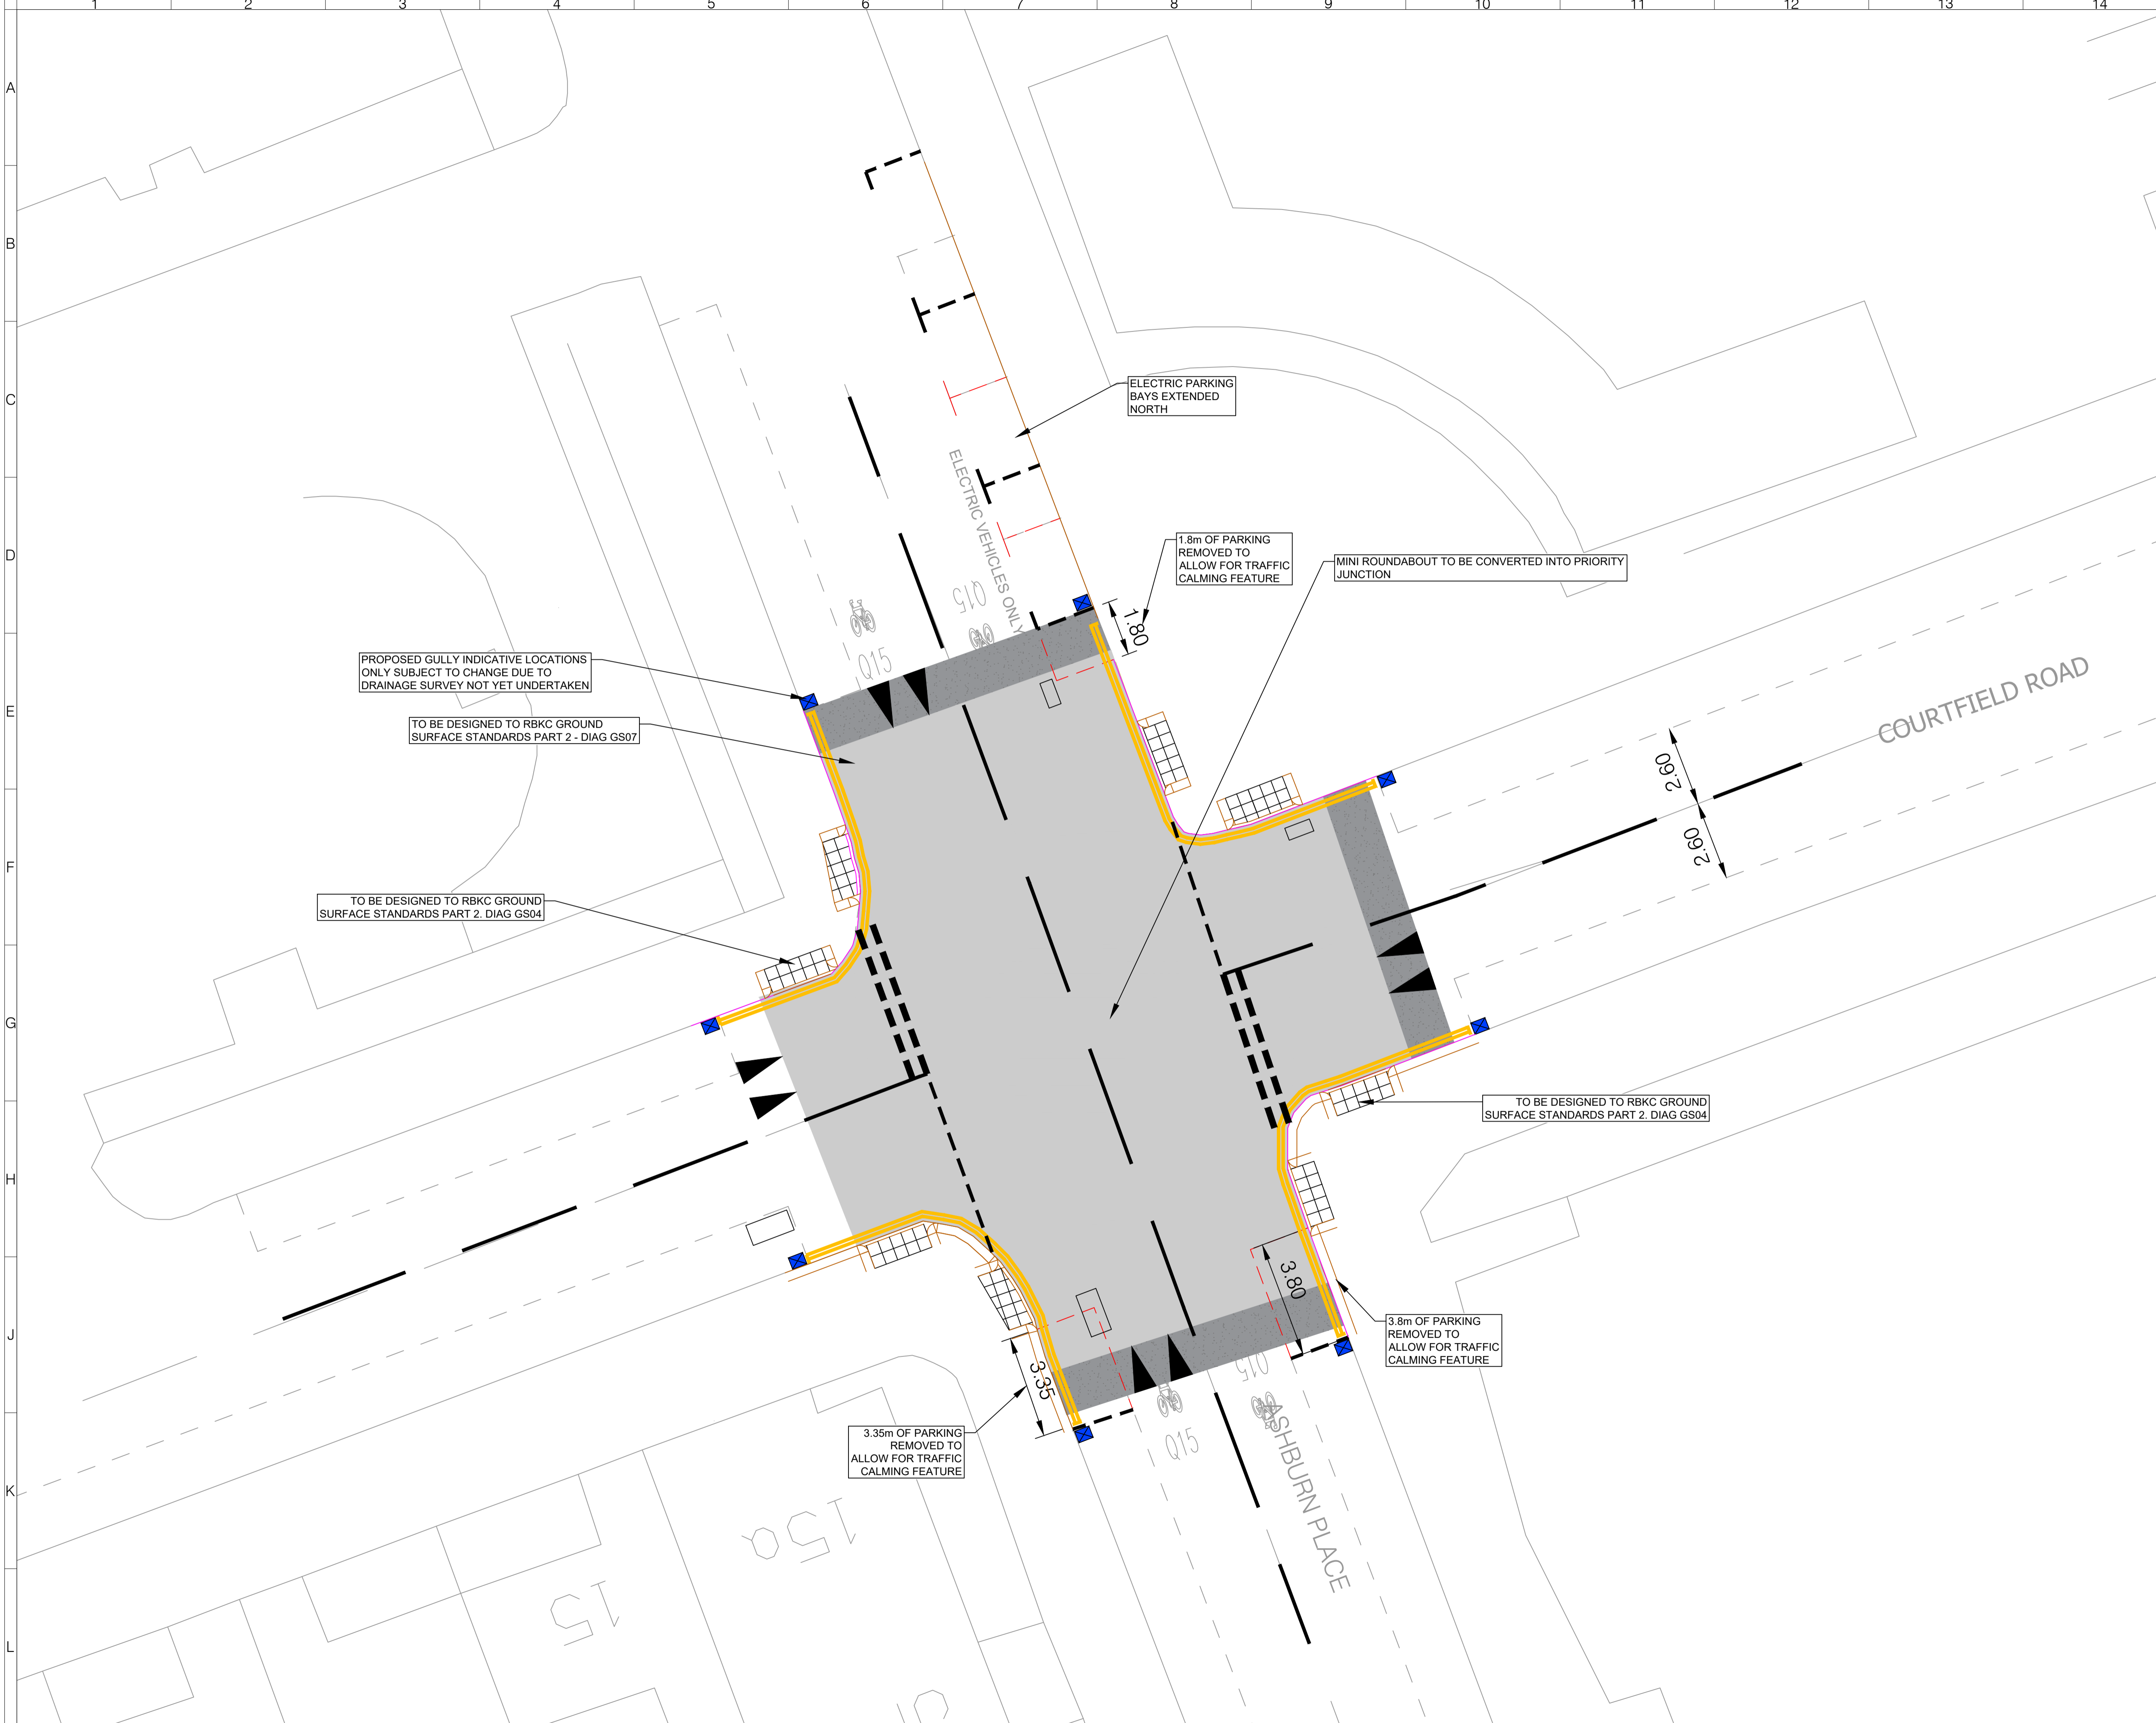 1 2 3 4 5 6 7 8 9 10 11 12 13 14
A
B
C
D
E
F
G
H
J
K
L
ELECTRIC PARKING
BAYS EXTENDED
NORTH
ELECTRIC VEHICLES ONLY
1.8m OF PARKING
REMOVED TO
ALLOW FOR TRAFFIC
CALMING FEATURE
MINI ROUNDABOUT TO BE CONVERTED INTO PRIORITY
JUNCTION
1.80
Q15
Q15
PROPOSED GULLY INDICATIVE LOCATIONS
ONLY SUBJECT TO CHANGE DUE TO
DRAINAGE SURVEY NOT YET UNDERTAKEN
TO BE DESIGNED TO RBKC GROUND
SURFACE STANDARDS PART 2 - DIAG GS07
COURTFIELD ROAD
2.60
2.60
TO BE DESIGNED TO RBKC GROUND
SURFACE STANDARDS PART 2. DIAG GS04
TO BE DESIGNED TO RBKC GROUND
SURFACE STANDARDS PART 2. DIAG GS04
3.80
3.8m OF PARKING
REMOVED TO
ALLOW FOR TRAFFIC
CALMING FEATURE
3.35
3.35m OF PARKING
REMOVED TO
ALLOW FOR TRAFFIC
CALMING FEATURE
Q15
Q15
ASHBURN PLACE
15a
15